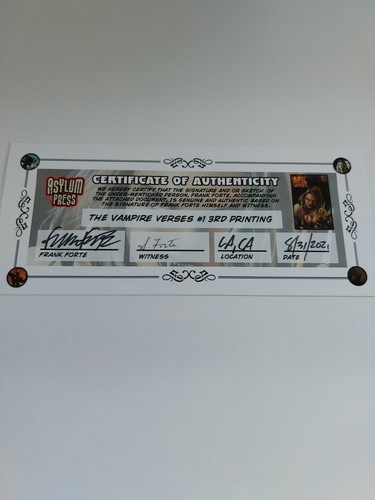 ASYLUM
PRESS
CERTIFICATE OF AUTHENTICITY
WE HEREBY CERTIFY THAT THE SIGNATURE AND OR SKETCH OF
THE UNDER-MENTIONED PERSON, FRANK FORTE, ACCOMPANYING
THE ATTACHED DOCUMENT, IS GENUINE AND AUTHENTIC BASED ON
THE SIGNATURE OF FRANK FORTE HIMSELF AND WITNESS.
THE VAMPIRE VERSES #1 3RD PRINTING
Forte
LA, CA
8/31/2021
FRANK FORTE
WITNESS
LOCATION
DATE